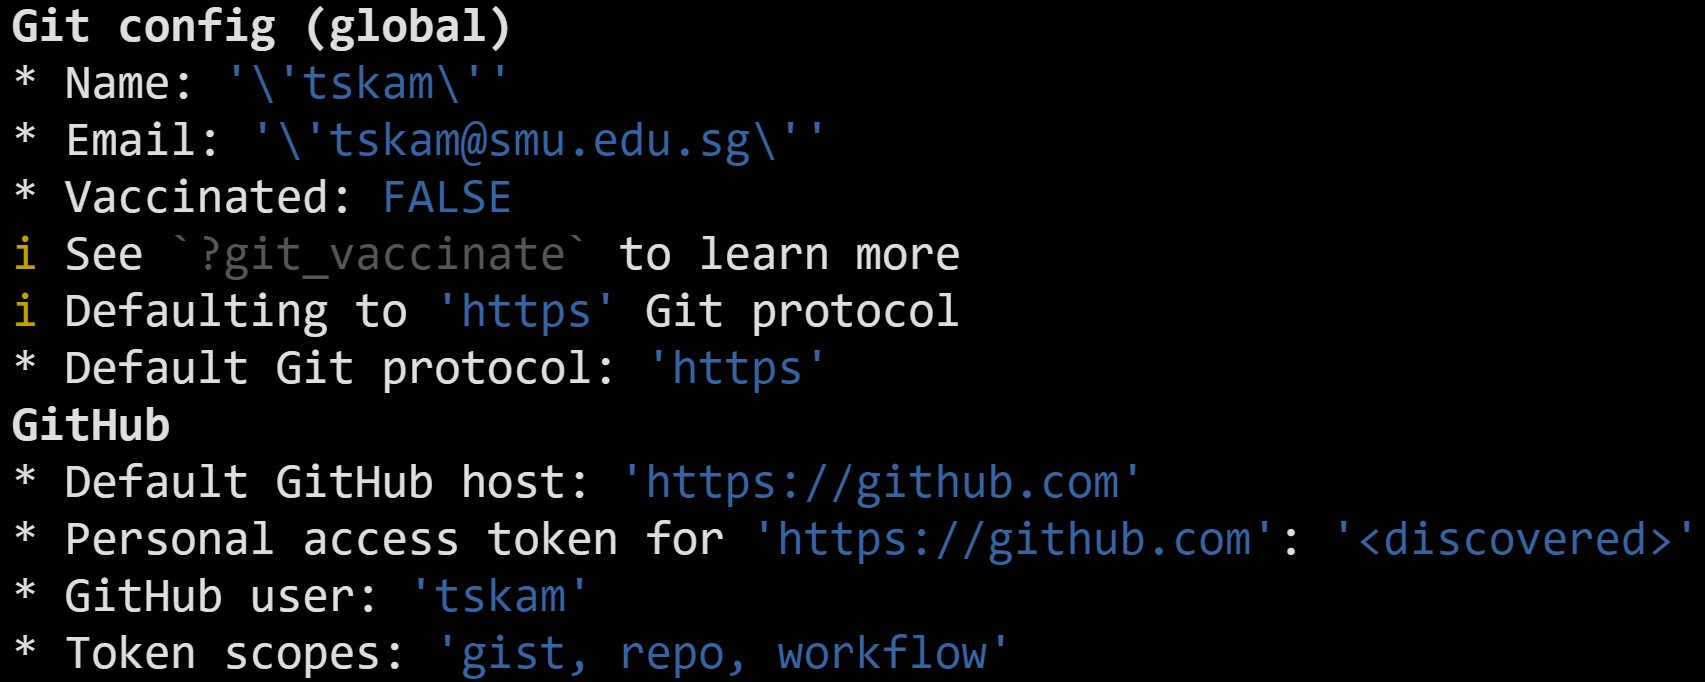 Git config (global)
* Name: '\'tskam\''
* Email: '\'tskam@smu.edu.sg\''
* Vaccinated: FALSE
i See `?git_vaccinate` to learn more
i Defaulting to 'https' Git protocol
* Default Git protocol: 'https'
GitHub
* Default GitHub host: 'https://github.com'
* Personal access token for 'https://github.com': '<discovered>'
* GitHub user: 'tskam'
* Token scopes: 'gist, repo, workflow'